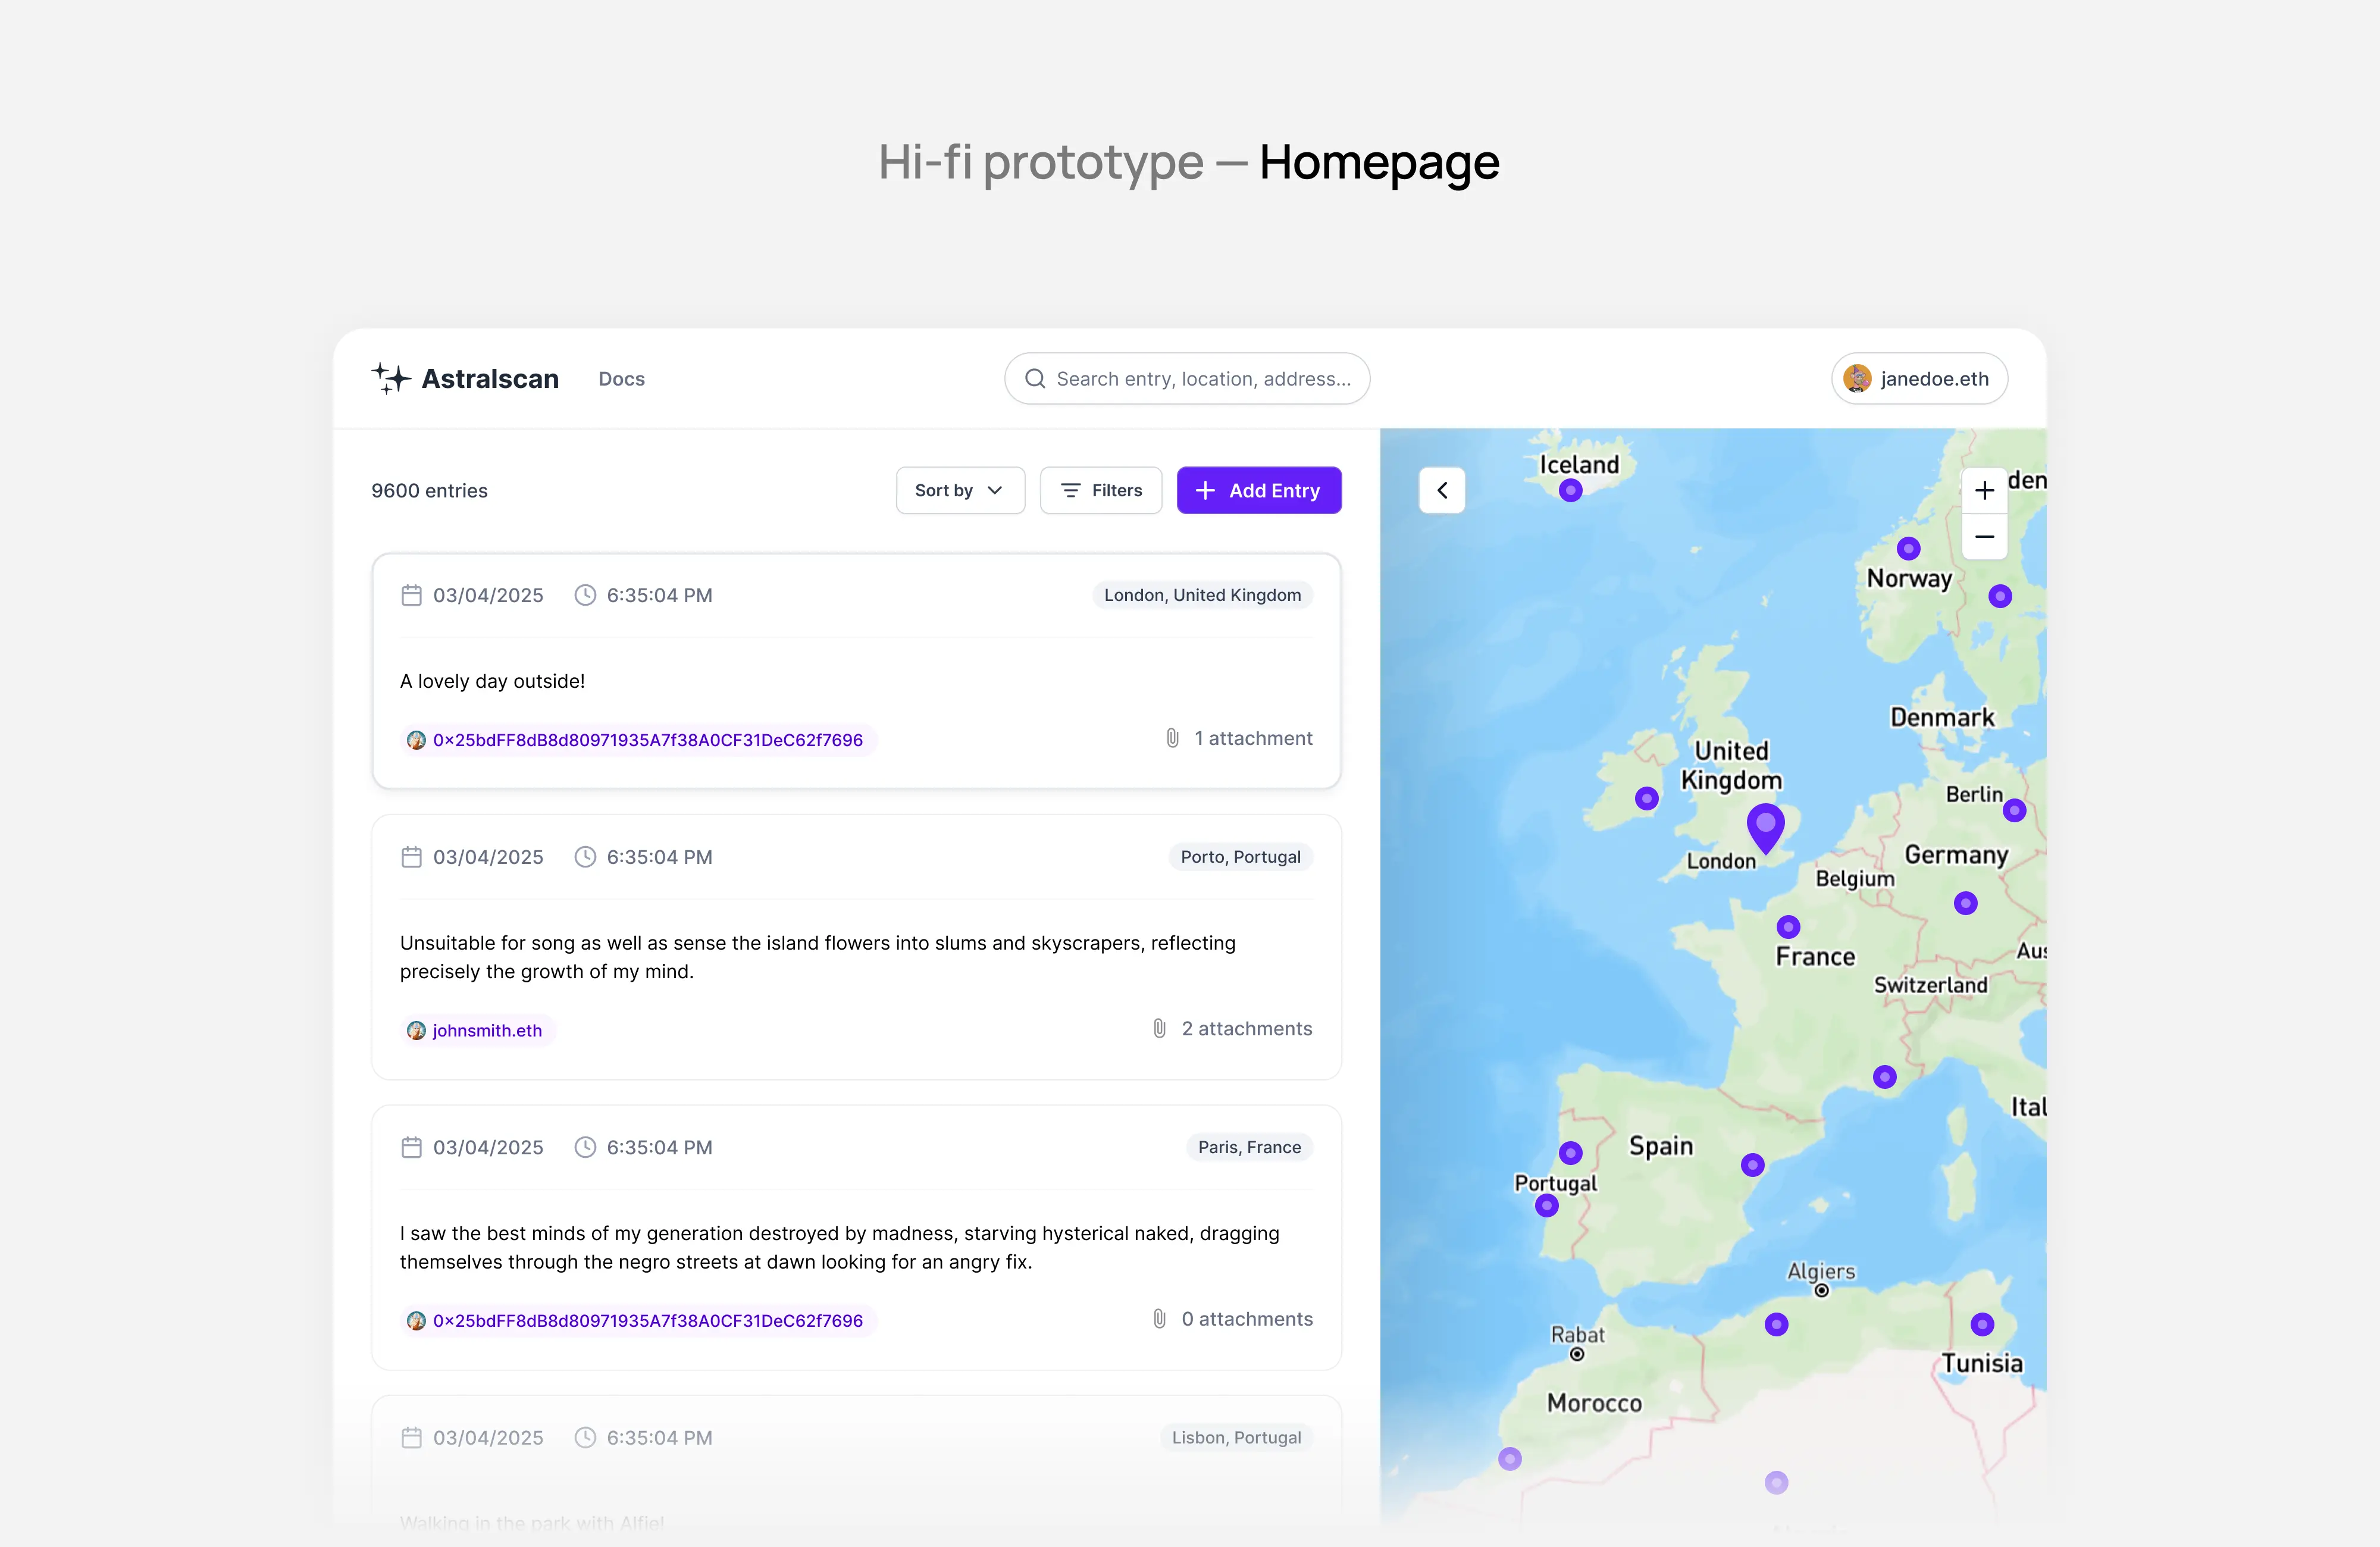 Hi-fi prototype — Homepage
Astralscan
Docs
Search entry, location, address...
janedoe.eth
9600 entries
Sort by
Filters
Add Entry
03/04/2025
6:35:04 PM
London, United Kingdom
A lovely day outside!
0×25bdFF8dB8d80971935A7f38A0CF31DeC62f7696
1 attachment
03/04/2025
6:35:04 PM
Porto, Portugal
Unsuitable for song as well as sense the island flowers into slums and skyscrapers, reflecting
precisely the growth of my mind.
johnsmith.eth
2 attachments
03/04/2025
6:35:04 PM
Paris, France
I saw the best minds of my generation destroyed by madness, starving hysterical naked, dragging
themselves through the negro streets at dawn looking for an angry fix.
0×25bdFF8dB8d80971935A7f38A0CF31DeC62f7696
0 attachments
03/04/2025
6:35:04 PM
Lisbon, Portugal
Walking in the park with Alfie!
Iceland
den
Norway
Denmark
United
Kingdom
Berlin
London
Germany
Belgium
France
Aus
Switzerland
Ital
Spain
Portugal
Algiers
Rabat
Tunisia
Morocco